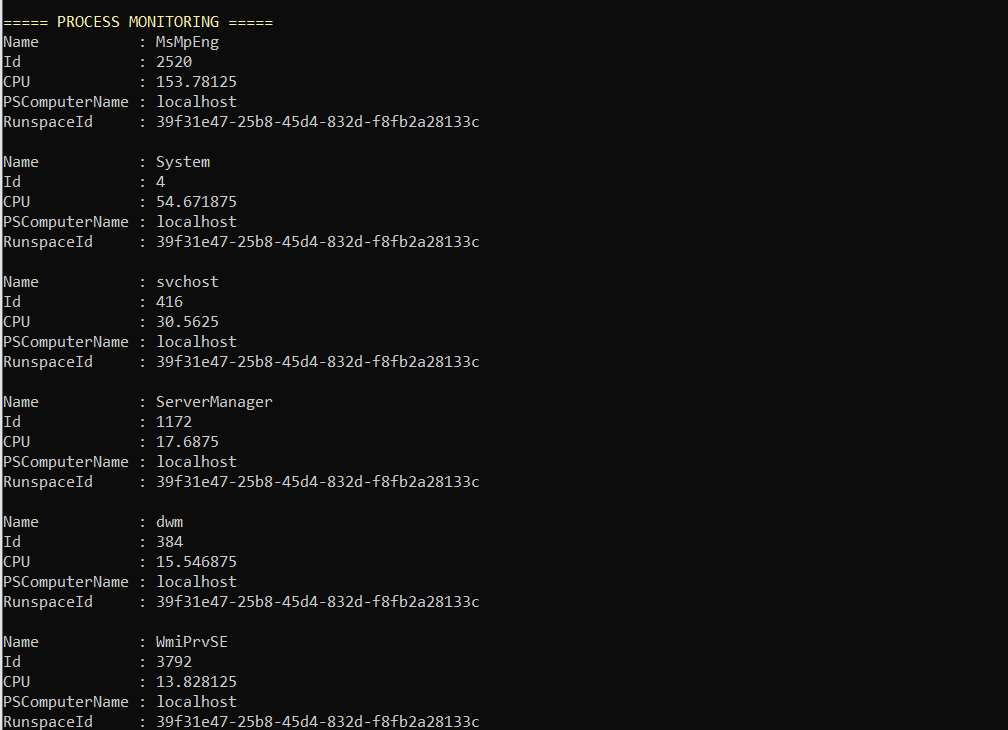 ===== PROCESS MONITORING =====
Name           : MsMpEng
Id             : 2520
CPU            : 153.78125
PSComputerName : localhost
RunspaceId     : 39f31e47-25b8-45d4-832d-f8fb2a28133c

Name           : System
Id             : 4
CPU            : 54.671875
PSComputerName : localhost
RunspaceId     : 39f31e47-25b8-45d4-832d-f8fb2a28133c

Name           : svchost
Id             : 416
CPU            : 30.5625
PSComputerName : localhost
RunspaceId     : 39f31e47-25b8-45d4-832d-f8fb2a28133c

Name           : ServerManager
Id             : 1172
CPU            : 17.6875
PSComputerName : localhost
RunspaceId     : 39f31e47-25b8-45d4-832d-f8fb2a28133c

Name           : dwm
Id             : 384
CPU            : 15.546875
PSComputerName : localhost
RunspaceId     : 39f31e47-25b8-45d4-832d-f8fb2a28133c

Name           : WmiPrvSE
Id             : 3792
CPU            : 13.828125
PSComputerName : localhost
RunspaceId     : 39f31e47-25b8-45d4-832d-f8fb2a28133c